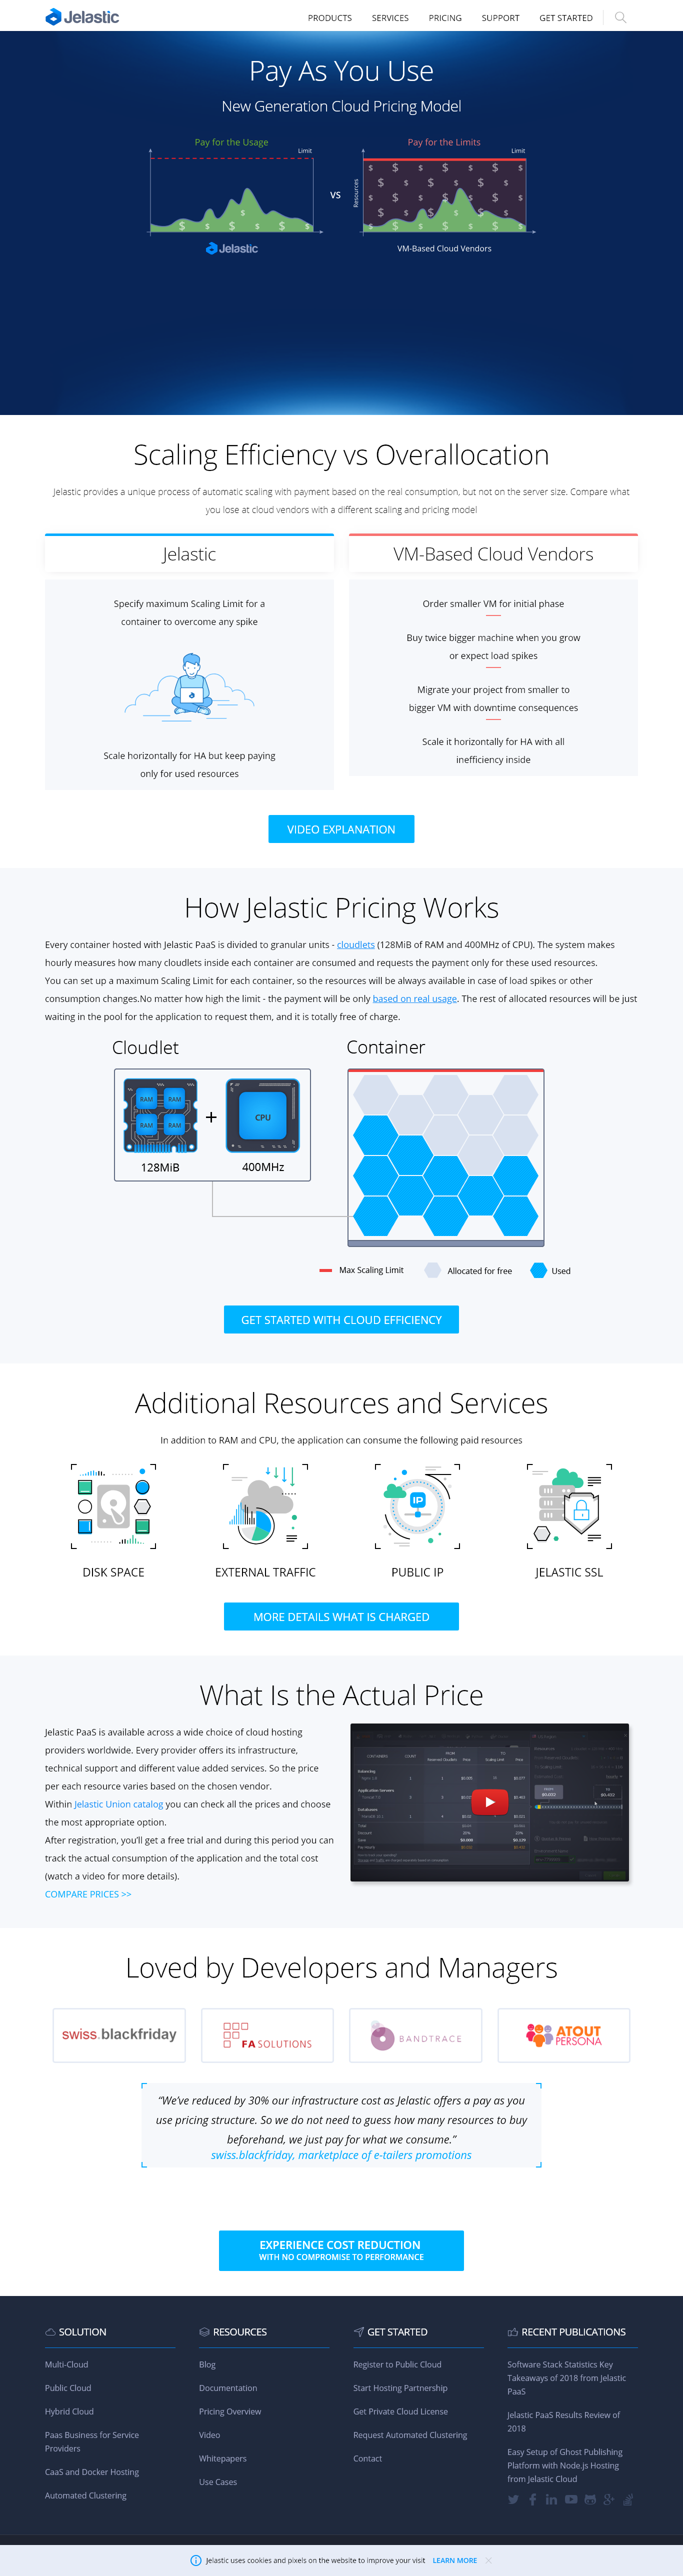 Jelastic
PRODUCTS SERVICES PRICING SUPPORT GET STARTED
Pay As You Use
New Generation Cloud Pricing Model
Pay for the Usage
Limit
Jelastic
VS
Pay for the Limits
Limit
Resources
VM-Based Cloud Vendors
Scaling Efficiency vs Overallocation
Jelastic provides a unique process of automatic scaling with payment based on the real consumption, but not on the server size. Compare what
you lose at cloud vendors with a different scaling and pricing model
Jelastic
Specify maximum Scaling Limit for a
container to overcome any spike
Scale horizontally for HA but keep paying
only for used resources
VM-Based Cloud Vendors
Order smaller VM for initial phase
Buy twice bigger machine when you grow
or expect load spikes
Migrate your project from smaller to
bigger VM with downtime consequences
Scale it horizontally for HA with all
inefficiency inside
VIDEO EXPLANATION
How Jelastic Pricing Works
Every container hosted with Jelastic PaaS is divided to granular units - cloudlets (128MiB of RAM and 400MHz of CPU). The system makes
hourly measures how many cloudlets inside each container are consumed and requests the payment only for these used resources.
You can set up a maximum Scaling Limit for each container, so the resources will be always available in case of load spikes or other
consumption changes.No matter how high the limit - the payment will be only based on real usage. The rest of allocated resources will be just
waiting in the pool for the application to request them, and it is totally free of charge.
Cloudlet
RAM RAM
RAM RAM
+
CPU
128MiB
400MHz
Container
Max Scaling Limit
Allocated for free
Used
GET STARTED WITH CLOUD EFFICIENCY
Additional Resources and Services
In addition to RAM and CPU, the application can consume the following paid resources
IP
DISK SPACE
EXTERNAL TRAFFIC
PUBLIC IP
JELASTIC SSL
MORE DETAILS WHAT IS CHARGED
What Is the Actual Price
Jelastic PaaS is available across a wide choice of cloud hosting
providers worldwide. Every provider offers its infrastructure,
technical support and different value added services. So the price
per each resource varies based on the chosen vendor.
Within Jelastic Union catalog you can check all the prices and choose
the most appropriate option.
After registration, you'll get a free trial and during this period you can
track the actual consumption of the application and the total cost
(watch a video for more details).
COMPARE PRICES >>
Loved by Developers and Managers
swiss.blackfriday
FA SOLUTIONS
BANDTRACE
ATOUT
PERSONA
“We’ve reduced by 30% our infrastructure cost as Jelastic offers a pay as you
use pricing structure. So we do not need to guess how many resources to buy
beforehand, we just pay for what we consume.”
swiss.blackfriday, marketplace of e-tailers promotions
EXPERIENCE COST REDUCTION
WITH NO COMPROMISE TO PERFORMANCE
SOLUTION
Multi-Cloud
Public Cloud
Hybrid Cloud
Paas Business for Service
Providers
CaaS and Docker Hosting
Automated Clustering
RESOURCES
Blog
Documentation
Pricing Overview
Video
Whitepapers
Use Cases
GET STARTED
Register to Public Cloud
Start Hosting Partnership
Get Private Cloud License
Request Automated Clustering
Contact
RECENT PUBLICATIONS
Software Stack Statistics Key
Takeaways of 2018 from Jelastic
PaaS
Jelastic PaaS Results Review of
2018
Easy Setup of Ghost Publishing
Platform with Node.js Hosting
from Jelastic Cloud
Jelastic uses cookies and pixels on the website to improve your visit LEARN MORE